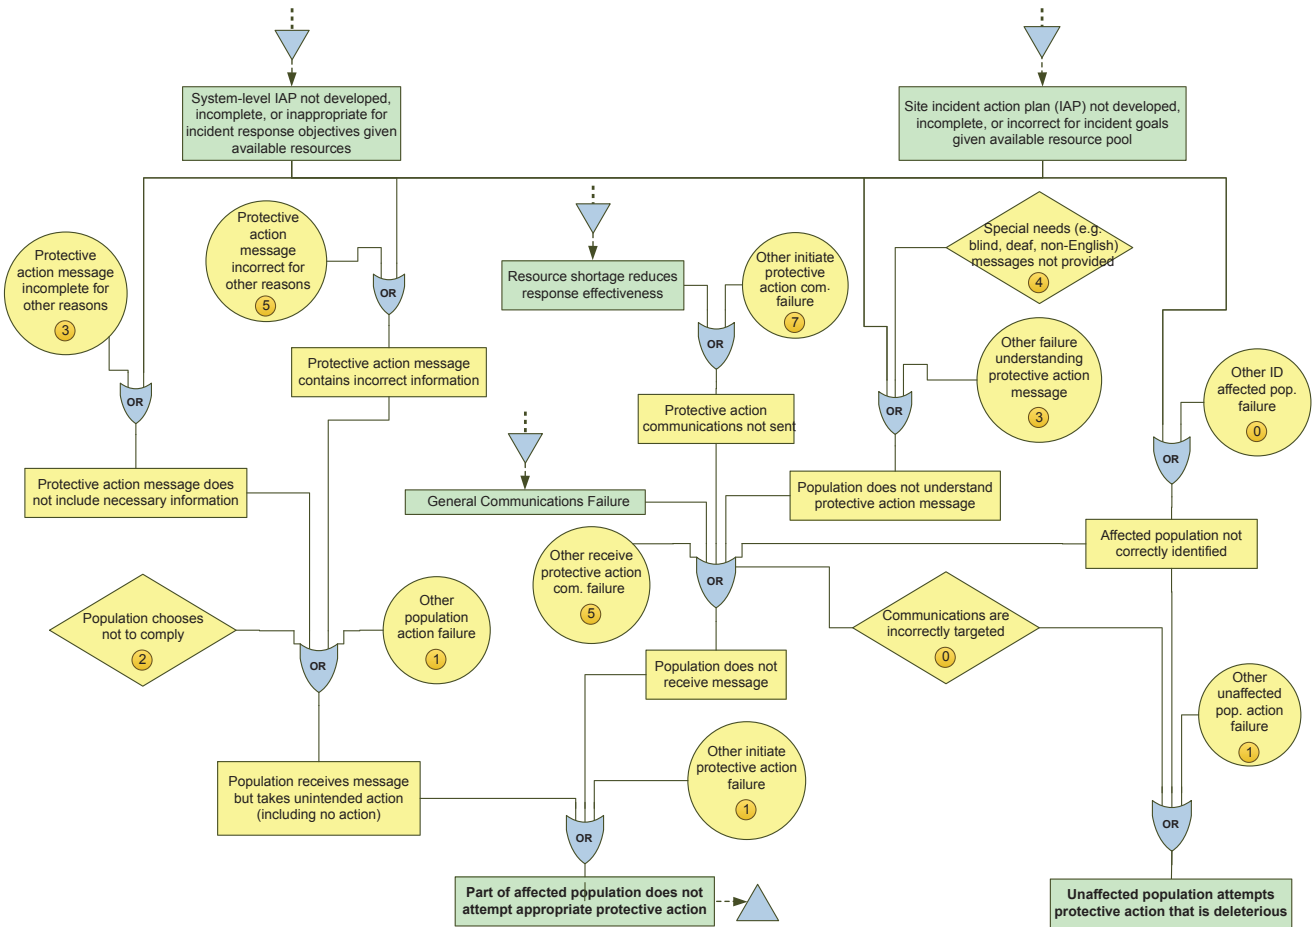 System-level IAP not developed,
incomplete, or inappropriate for
incident response objectives given
available resources
Site incident action plan (IAP) not developed,
incomplete, or incorrect for incident goals
given available resource pool
Protective
action message
incomplete for
other reasons
3
Protective
action
message
incorrect for
other reasons
5
OR
Resource shortage reduces
response effectiveness
Other initiate
protective
action com.
failure
7
OR
Special needs (e.g.
blind, deaf, non-English)
messages not provided
4
Other failure
understanding
protective action
message
3
Other ID
affected pop.
failure
0
OR
Protective action message
contains incorrect information
Protective action
communications not sent
OR
OR
Protective action message does
not include necessary information
General Communications Failure
Population does not understand
protective action message
Affected population not
correctly identified
Other receive
protective action
com. failure
5
OR
Population chooses
not to comply
2
Other
population
action failure
1
OR
Communications are
incorrectly targeted
0
Population does not
receive message
Other
unaffected
pop. action
failure
1
Population receives message
but takes unintended action
(including no action)
Other initiate
protective action
failure
1
OR
OR
Part of affected population does not
attempt appropriate protective action
Unaffected population attempts
protective action that is deleterious